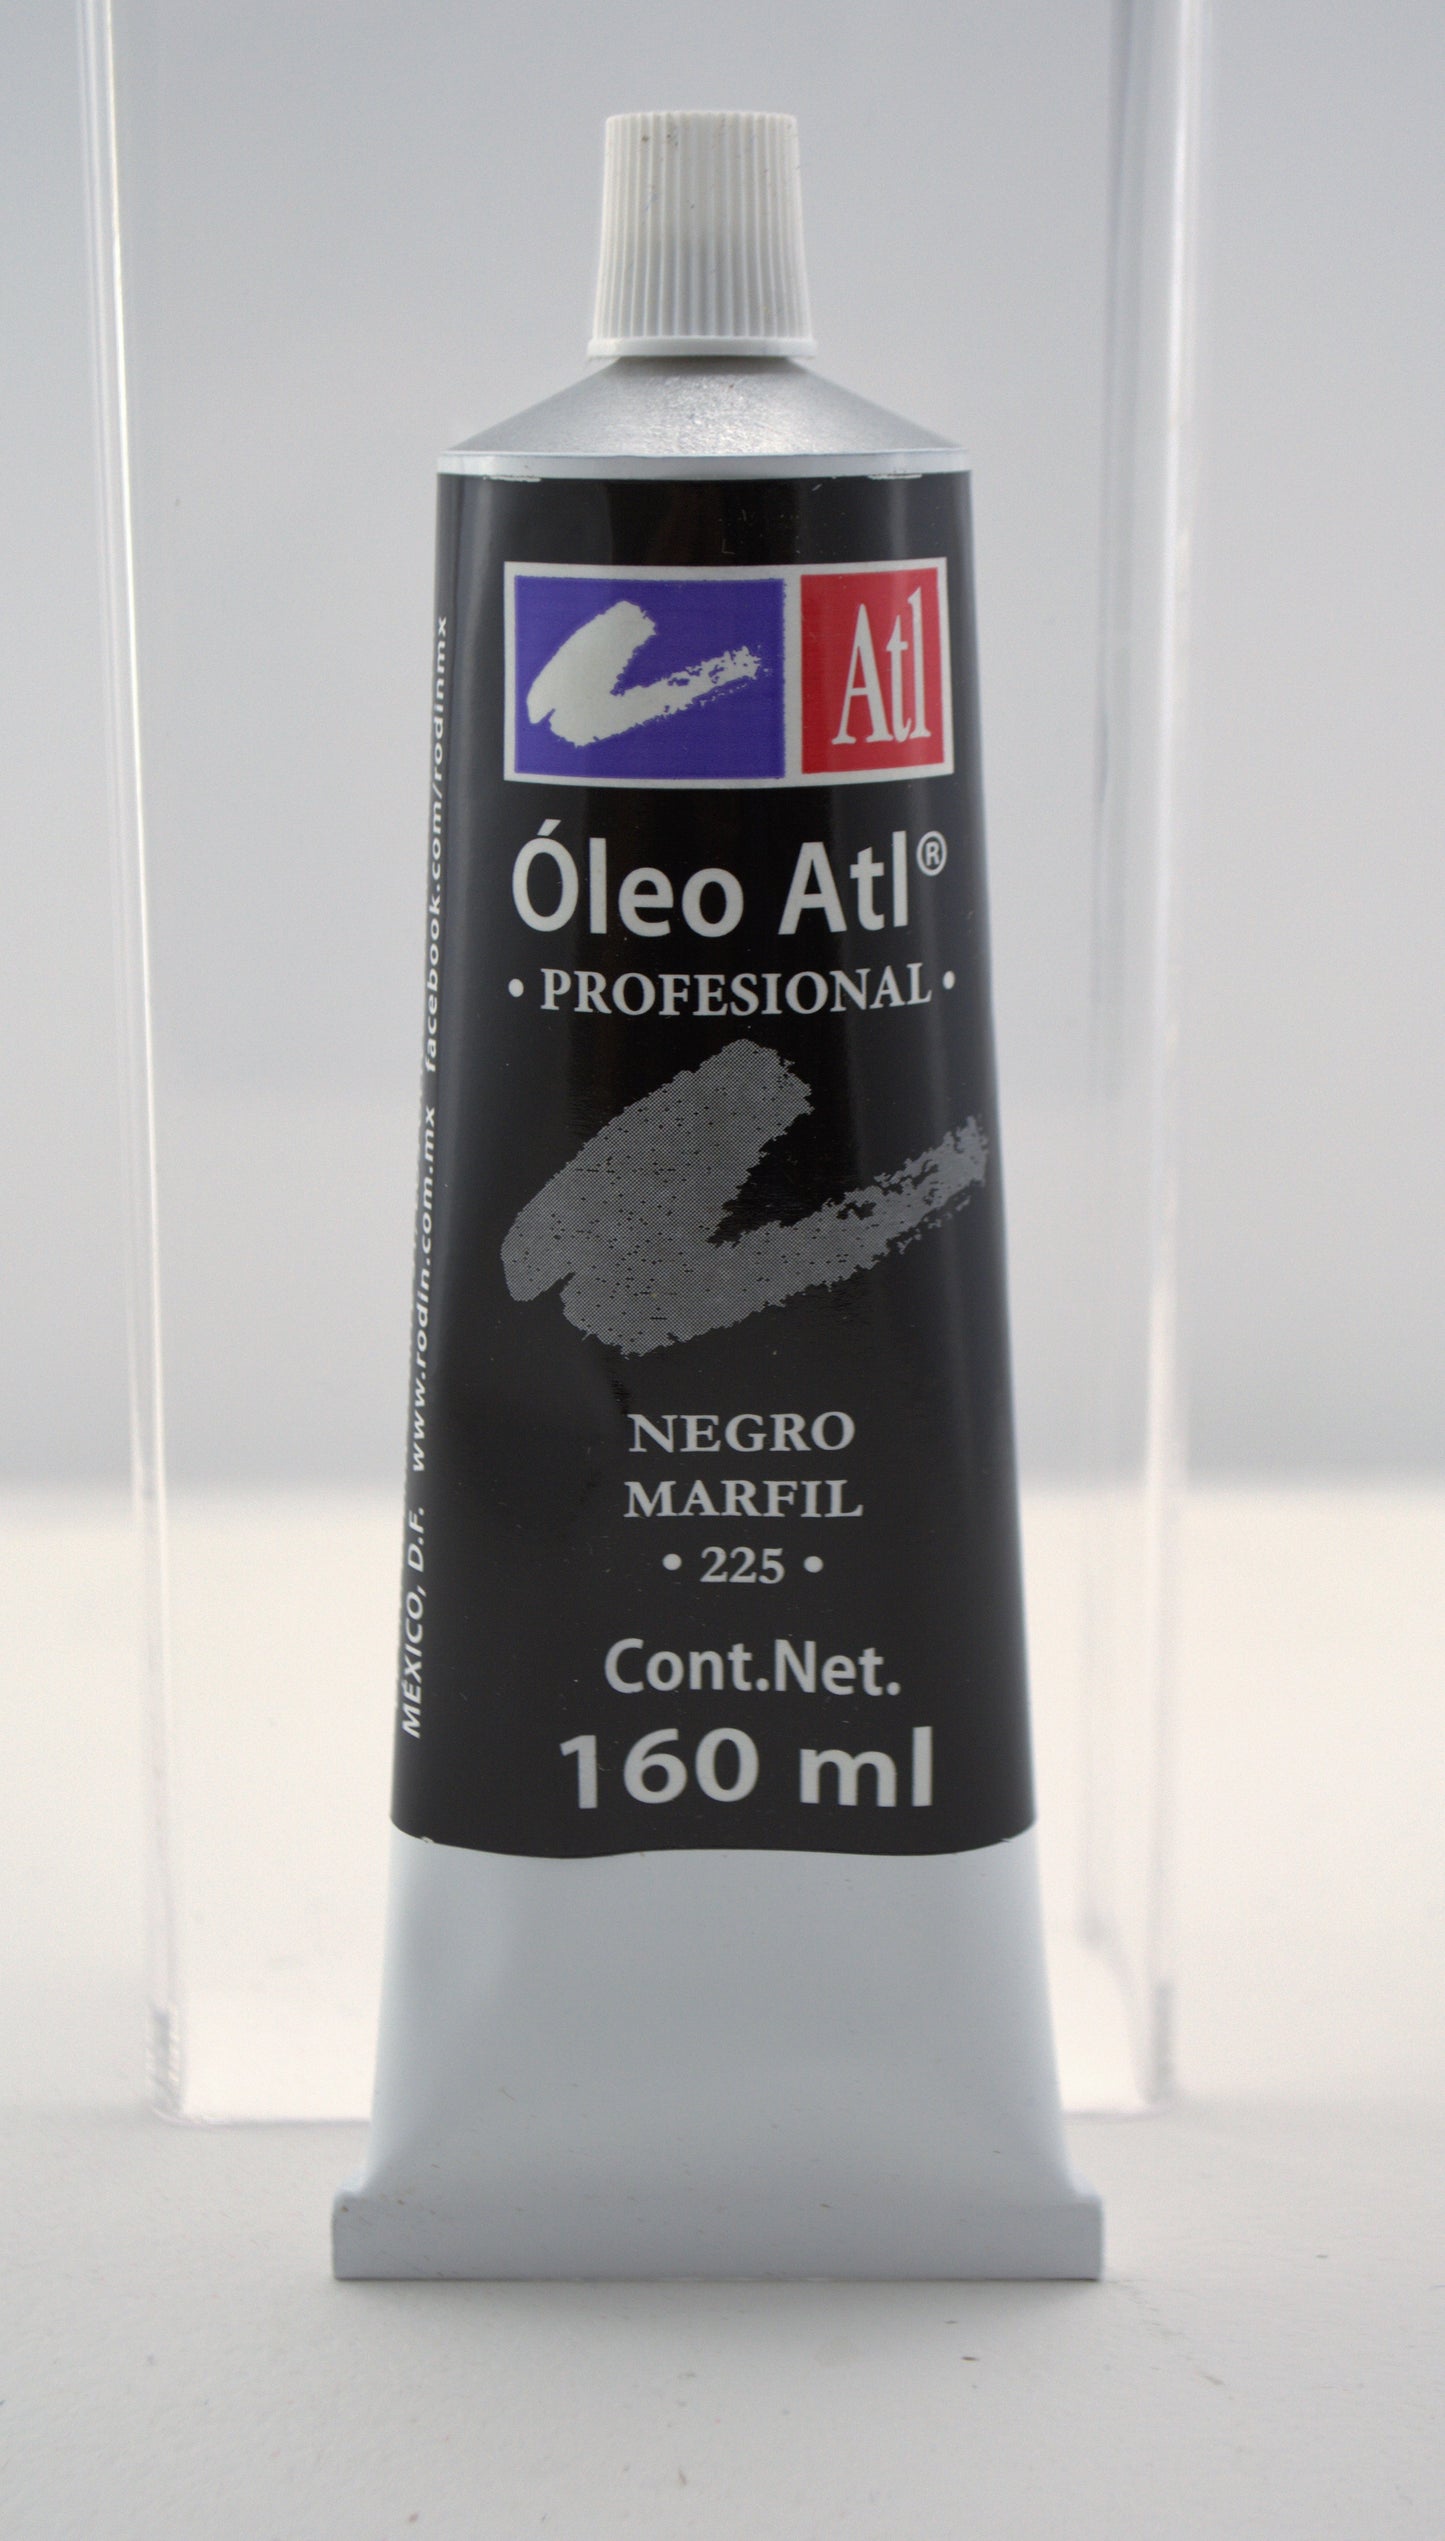 Atl
Óleo Atl®
• PROFESIONAL •
NEGRO
MARFIL
• 225 •
Cont.Net.
160 ml
MÉXICO, D.F. www.rodin.com.mx facebook.com/rodinmx